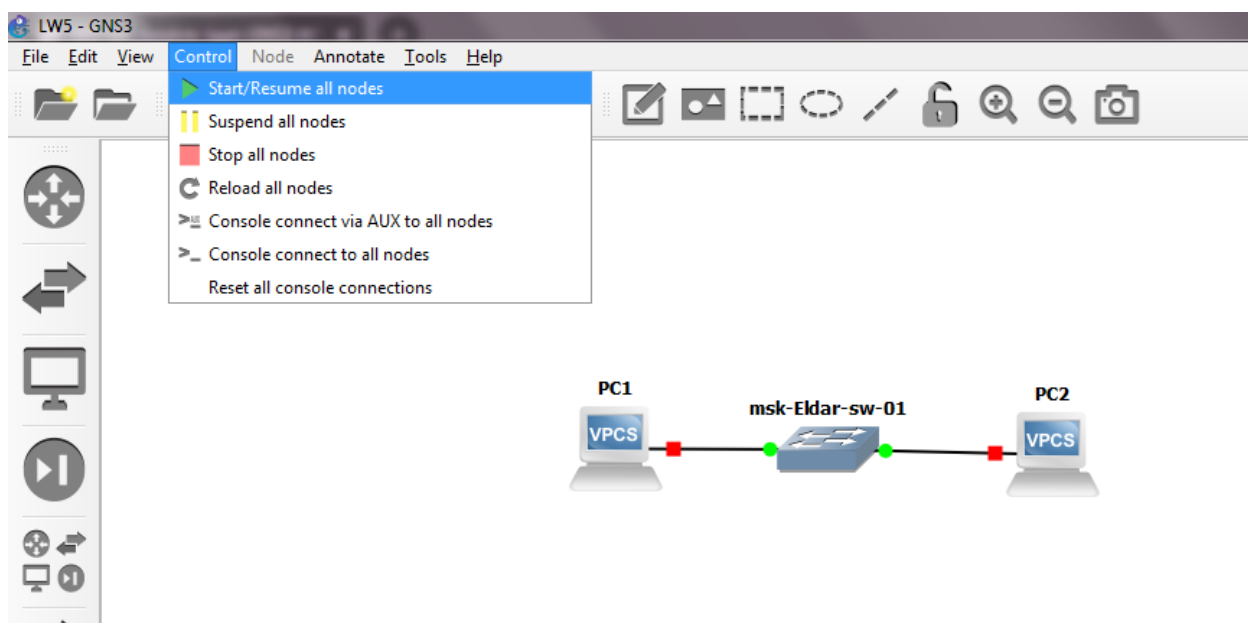 LW5 - GNS3
File Edit View Control Node Annotate Tools Help
Start/Resume all nodes
Suspend all nodes
Stop all nodes
Reload all nodes
Console connect via AUX to all nodes
Console connect to all nodes
Reset all console connections
PC1
msk-Eldar-sw-01
PC2
VPCS
VPCS